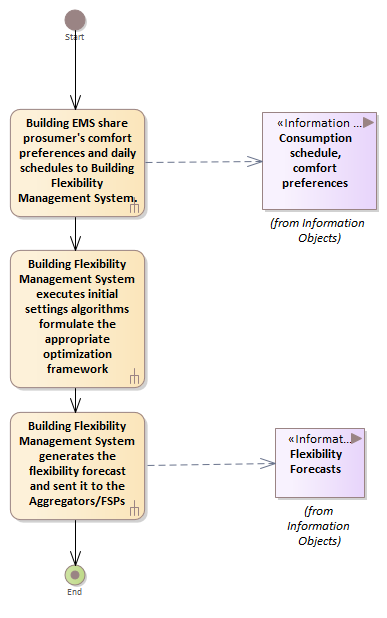 Start
Building EMS share
prosumer's comfort
preferences and daily
schedules to Building
Flexibility
Management System.
«Information ...
Consumption
schedule,
comfort
preferences
(from Information
Objects)
Building Flexibility
Management System
executes initial
settings algorithms
formulate the
appropriate
optimization
framework
Building Flexibility
Management System
generates the
flexibility forecast
and sent it to the
Aggregators/FSPs
«Informat...
Flexibility
Forecasts
(from
Information
Objects)
End